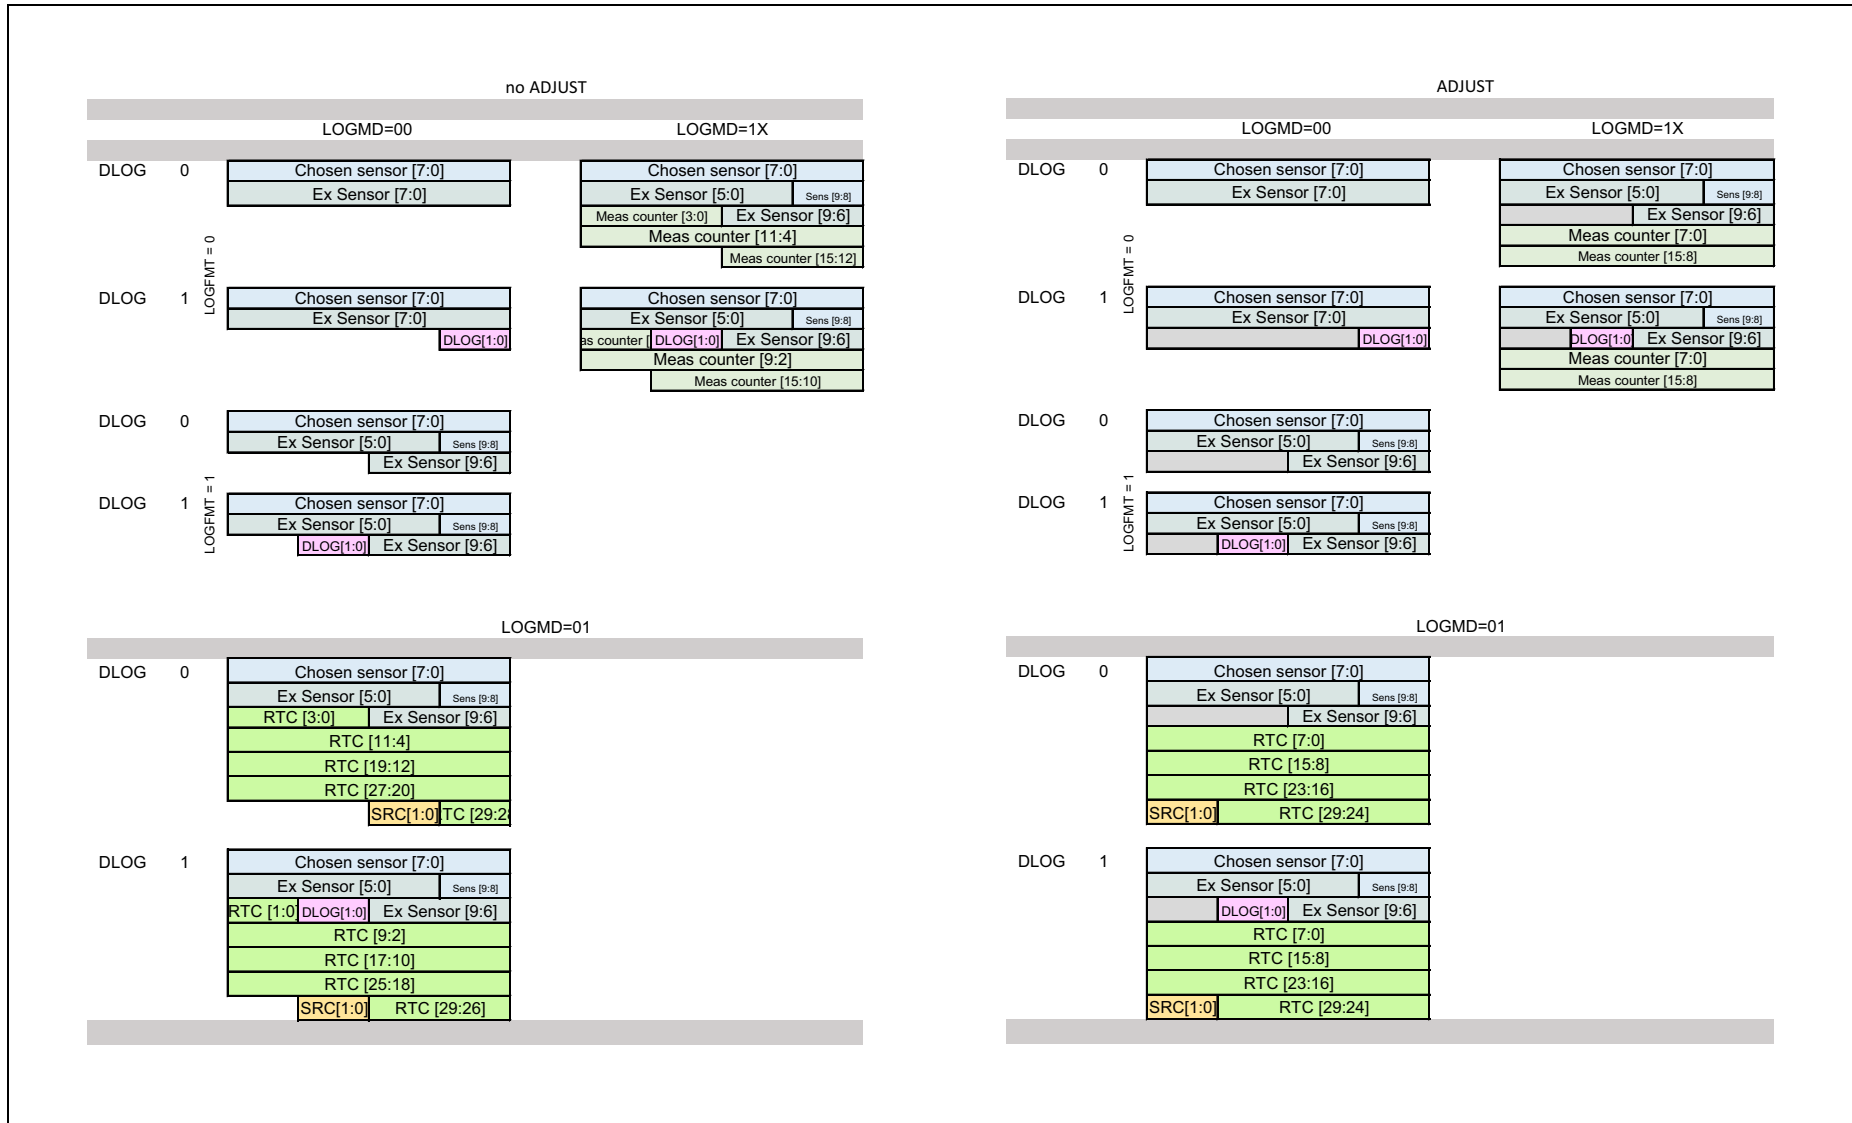 no ADJUST
LOGMD=00 LOGMD=1X
DLOG 0 Chosen sensor [7:0] Chosen sensor [7:0]
Ex Sensor [7:0] Ex Sensor [5:0] Sens [9:8]
Meas counter [3:0] Ex Sensor [9:6]
LOGFMT = 0 Meas counter [11:4]
Meas counter [15:12]
DLOG 1 Chosen sensor [7:0] Chosen sensor [7:0]
Ex Sensor [7:0] Ex Sensor [5:0] Sens [9:8]
DLOG[1:0] as counter [ DLOG[1:0] Ex Sensor [9:6]
Meas counter [9:2]
Meas counter [15:10]
DLOG 0 Chosen sensor [7:0]
Ex Sensor [5:0] Sens [9:8]
Ex Sensor [9:6]
LOGFMT = 1
DLOG 1 Chosen sensor [7:0]
Ex Sensor [5:0] Sens [9:8]
DLOG[1:0] Ex Sensor [9:6]
LOGMD=01
DLOG 0 Chosen sensor [7:0]
Ex Sensor [5:0] Sens [9:8]
RTC [3:0] Ex Sensor [9:6]
RTC [11:4]
RTC [19:12]
RTC [27:20]
SRC[1:0] TC [29:28
DLOG 1 Chosen sensor [7:0]
Ex Sensor [5:0] Sens [9:8]
RTC [1:0] DLOG[1:0] Ex Sensor [9:6]
RTC [9:2]
RTC [17:10]
RTC [25:18]
SRC[1:0] RTC [29:26]
ADJUST
LOGMD=00 LOGMD=1X
DLOG 0 Chosen sensor [7:0] Chosen sensor [7:0]
Ex Sensor [7:0] Ex Sensor [5:0] Sens [9:8]
Ex Sensor [9:6]
LOGFMT = 0 Meas counter [7:0]
Meas counter [15:8]
DLOG 1 Chosen sensor [7:0] Chosen sensor [7:0]
Ex Sensor [7:0] Ex Sensor [5:0] Sens [9:8]
DLOG[1:0] DLOG[1:0] Ex Sensor [9:6]
Meas counter [7:0]
Meas counter [15:8]
DLOG 0 Chosen sensor [7:0]
Ex Sensor [5:0] Sens [9:8]
Ex Sensor [9:6]
LOGFMT = 1
DLOG 1 Chosen sensor [7:0]
Ex Sensor [5:0] Sens [9:8]
DLOG[1:0] Ex Sensor [9:6]
LOGMD=01
DLOG 0 Chosen sensor [7:0]
Ex Sensor [5:0] Sens [9:8]
Ex Sensor [9:6]
RTC [7:0]
RTC [15:8]
RTC [23:16]
SRC[1:0] RTC [29:24]
DLOG 1 Chosen sensor [7:0]
Ex Sensor [5:0] Sens [9:8]
DLOG[1:0] Ex Sensor [9:6]
RTC [7:0]
RTC [15:8]
RTC [23:16]
SRC[1:0] RTC [29:24]